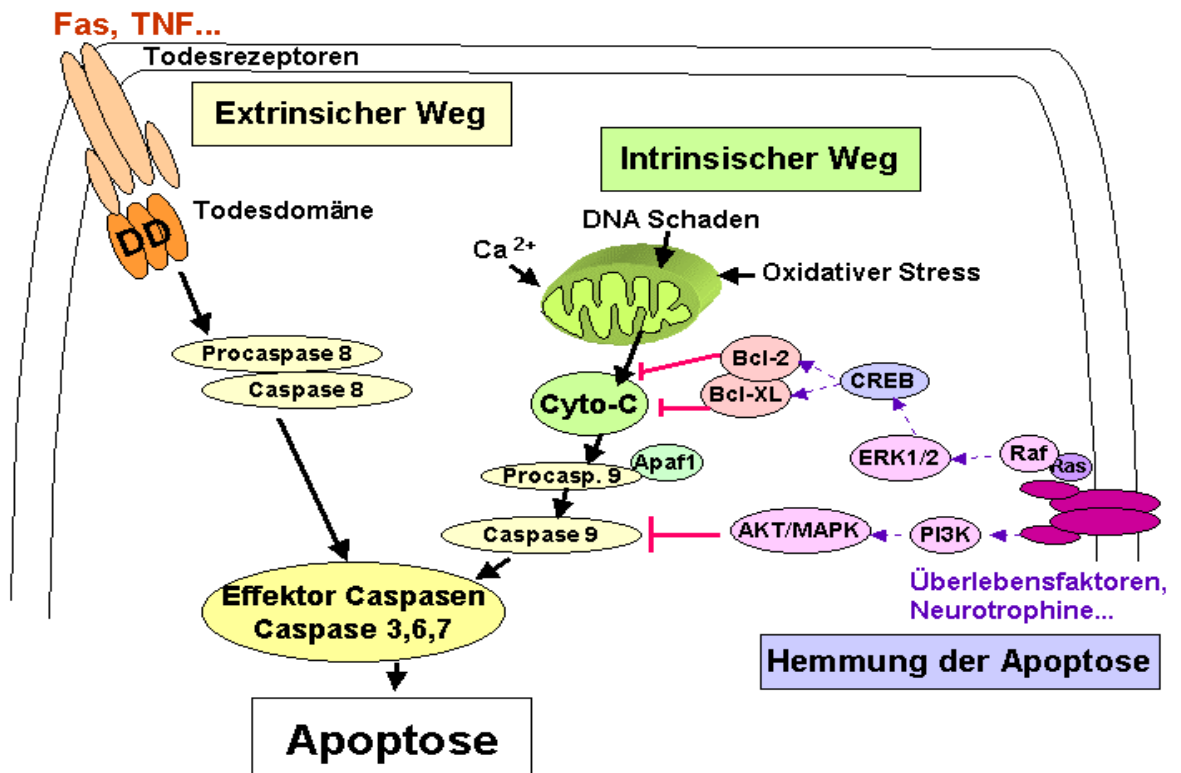 Fas, TNF...
Todesrezeptoren
Extrinsicher Weg
Intrinsischer Weg
Todesdomäne
DD
DNA Schaden
Ca 2+
Oxidativer Stress
Procaspase 8
Caspase 8
Bcl-2
Bcl-XL
CREB
Cyto-C
ERK1/2
Raf
Ras
Apaf1
Procasp. 9
Caspase 9
AKT/MAPK
PI3K
Effektor Caspasen
Caspase 3,6,7
Überlebensfaktoren,
Neurotrophine...
Hemmung der Apoptose
Apoptose